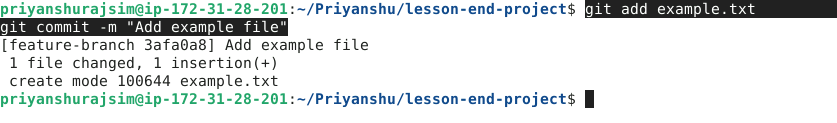 priyanshurajsim@ip-172-31-28-201:~/Priyanshu/lesson-end-project$ git add example.txt
git commit -m "Add example file"
[feature-branch 3afa0a8] Add example file
 1 file changed, 1 insertion(+)
 create mode 100644 example.txt
priyanshurajsim@ip-172-31-28-201:~/Priyanshu/lesson-end-project$